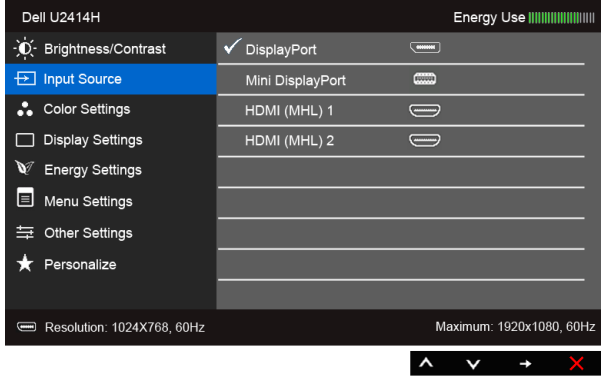 Dell U2414H
Energy Use
Brightness/Contrast
Input Source
Color Settings
Display Settings
Energy Settings
Menu Settings
Other Settings
Personalize
DisplayPort
Mini DisplayPort
HDMI (MHL) 1
HDMI (MHL) 2
Resolution: 1024X768, 60Hz
Maximum: 1920x1080, 60Hz